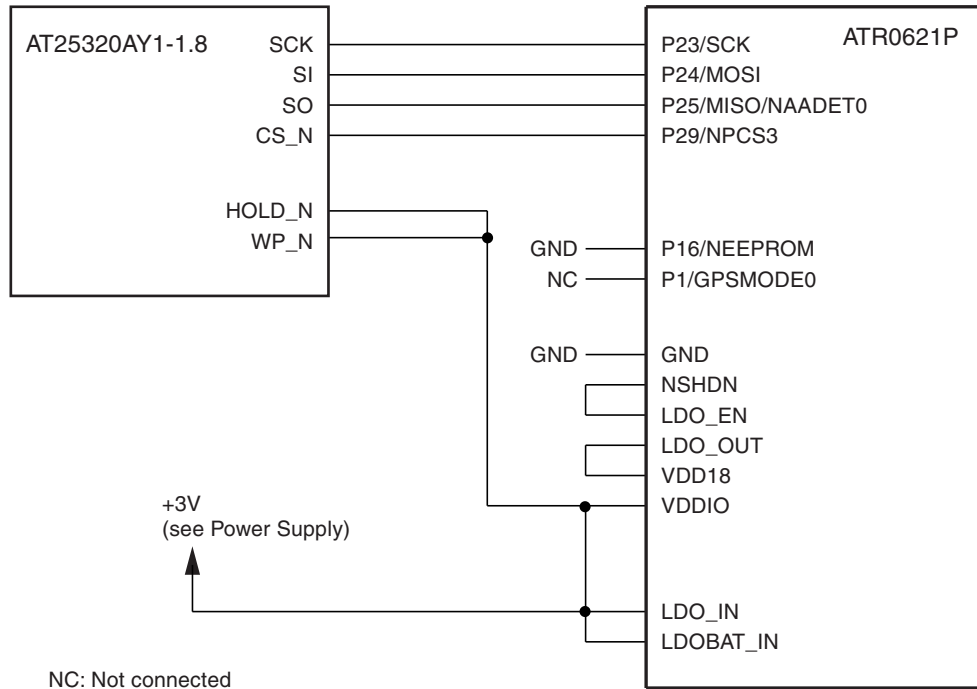 AT25320AY1-1.8
SCK
SI
SO
CS_N
HOLD_N
WP_N
ATR0621P
P23/SCK
P24/MOSI
P25/MISO/NAADET0
P29/NPCS3
GND
P16/NEEPROM
NC
P1/GPSMODE0
GND
GND
NSHDN
LDO_EN
LDO_OUT
VDD18
VDDIO
+3V
(see Power Supply)
LDO_IN
LDOBAT_IN
NC: Not connected